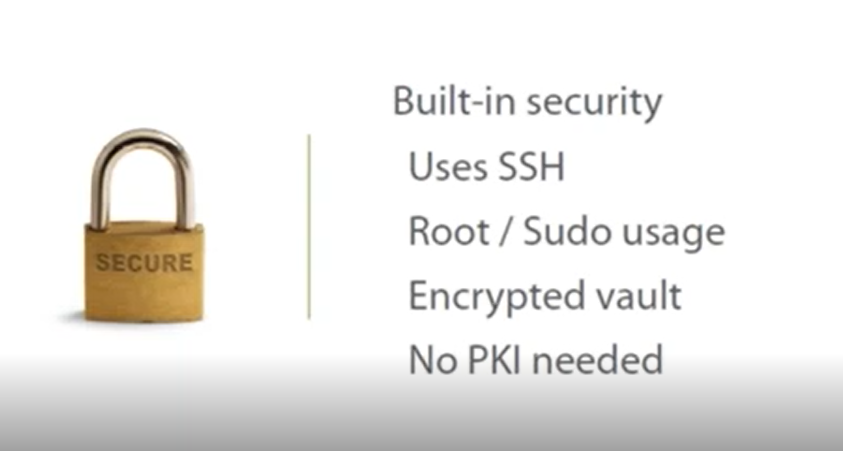 Built-in security
Uses SSH
Root / Sudo usage
SECURE
Encrypted vault
No PKI needed